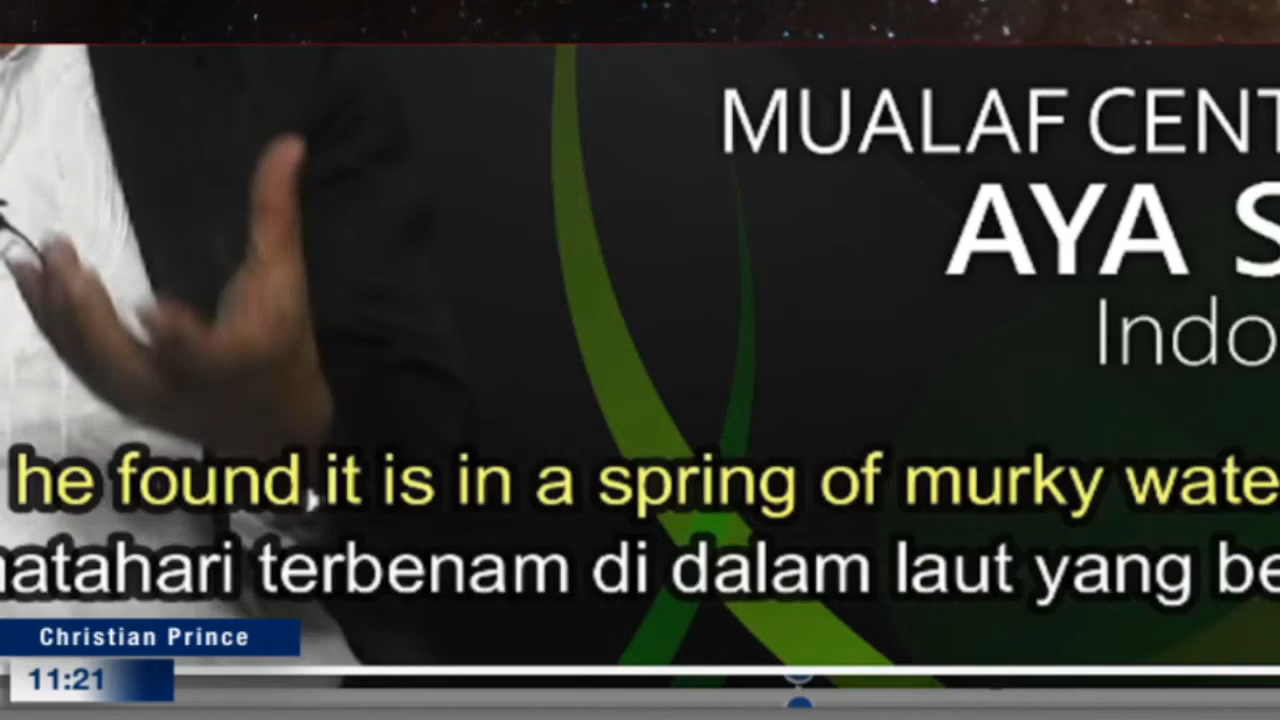 MUALAF CENT
AYA S
Indo
he found it is in a spring of murky wate
atahari terbenam di dalam laut yang be
Christian Prince
11:21